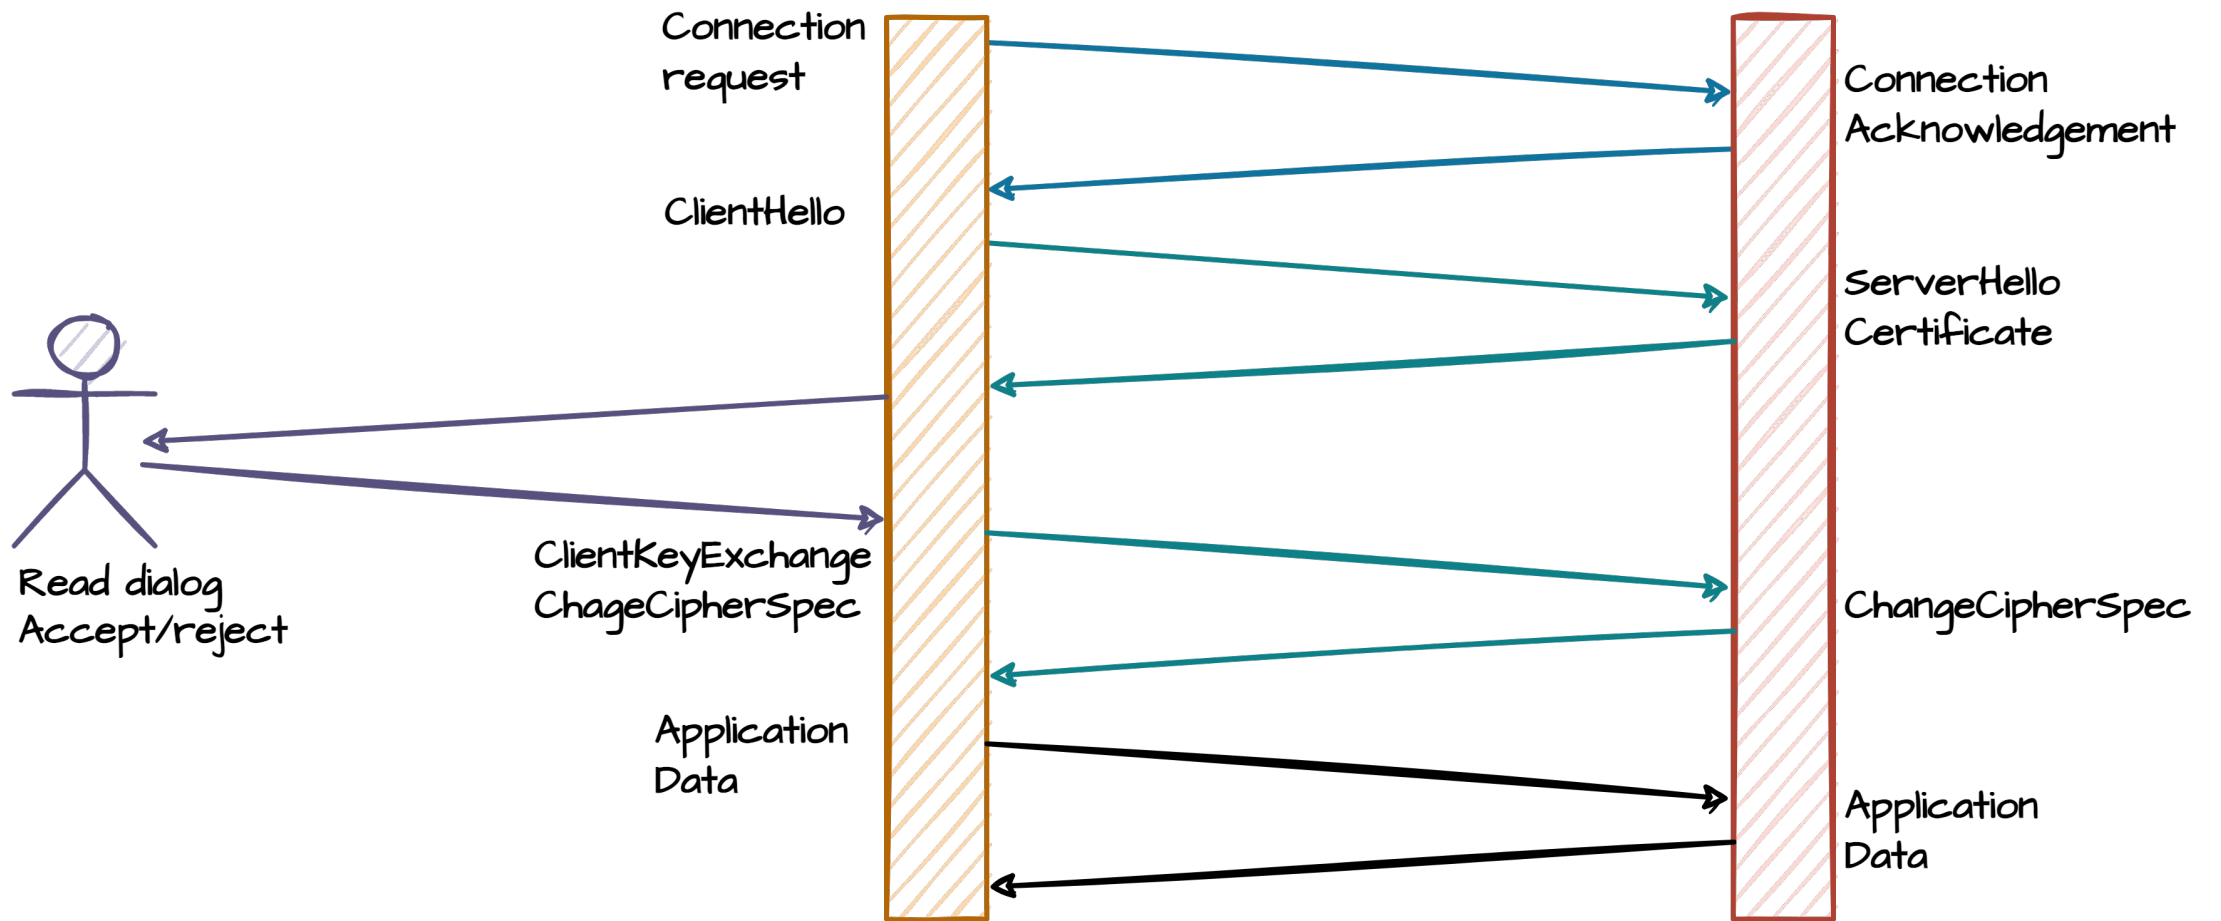 Connection
request
Connection
Acknowledgement
ClientHello
ServerHello
Certificate
Read dialog
Accept/reject
ClientKeyExchange
ChageCipherSpec
ChangeCipherSpec
Application
Data
Application
Data